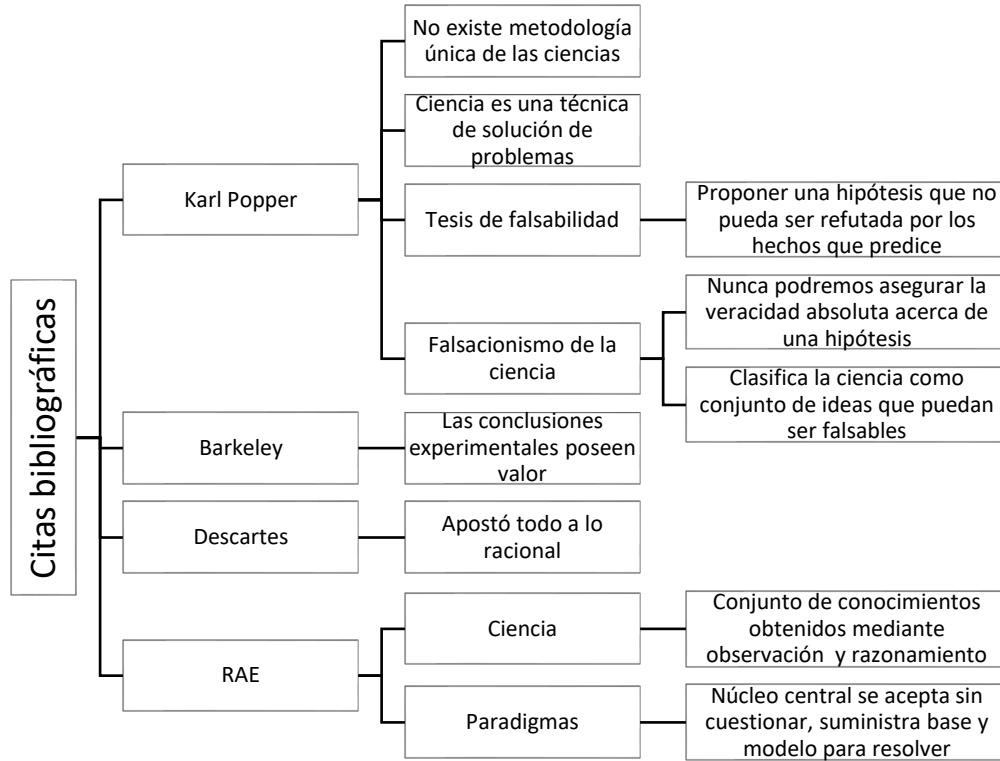 Citas bibliográficas
Karl Popper
No existe metodología
única de las ciencias
Ciencia es una técnica
de solución de
problemas
Tesis de falsabilidad
Proponer una hipótesis que no
pueda ser refutada por los
hechos que predice
Falsacionismo de la
ciencia
Nunca podremos asegurar la
veracidad absoluta acerca de
una hipótesis
Clasifica la ciencia como
conjunto de ideas que puedan
ser falsables
Barkeley
Las conclusiones
experimentales poseen
valor
Descartes
Apostó todo a lo
racional
RAE
Ciencia
Conjunto de conocimientos
obtenidos mediante
observación y razonamiento
Paradigmas
Núcleo central se acepta sin
cuestionar, suministra base y
modelo para resolver